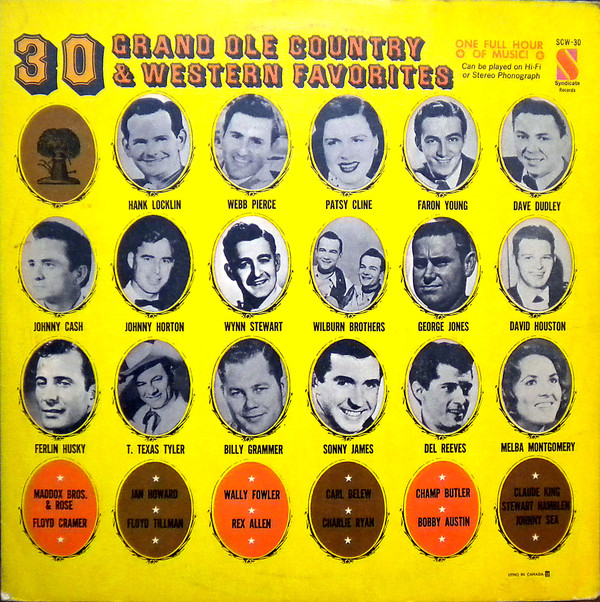 30 GRAND OLE COUNTRY
& WESTERN FAVORITES
ONE FULL HOUR
OF MUSIC!
Can be played on Hi-Fi
or Stereo Phonograph
SCW-30
S
Syndicate
Records
HANK LOCKLIN
WEBB PIERCE
PATSY CLINE
FARON YOUNG
DAVE DUDLEY
JOHNNY CASH
JOHNNY HORTON
WYNN STEWART
WILBURN BROTHERS
GEORGE JONES
DAVID HOUSTON
FERLIN HUSKY
T. TEXAS TYLER
BILLY GRAMMER
SONNY JAMES
DEL REEVES
MELBA MONTGOMERY
MADDOX BROS.
& ROSE
FLOYD CRAMER
JAN HOWARD
FLOYD TILLMAN
WALLY FOWLER
REX ALLEN
CARL BELEW
CHARLIE RYAN
CHAMP BUTLER
BOBBY AUSTIN
CLAUDE KING
STEWART HAMBLEN
JOHNNY SEA
LITHO IN CANADA